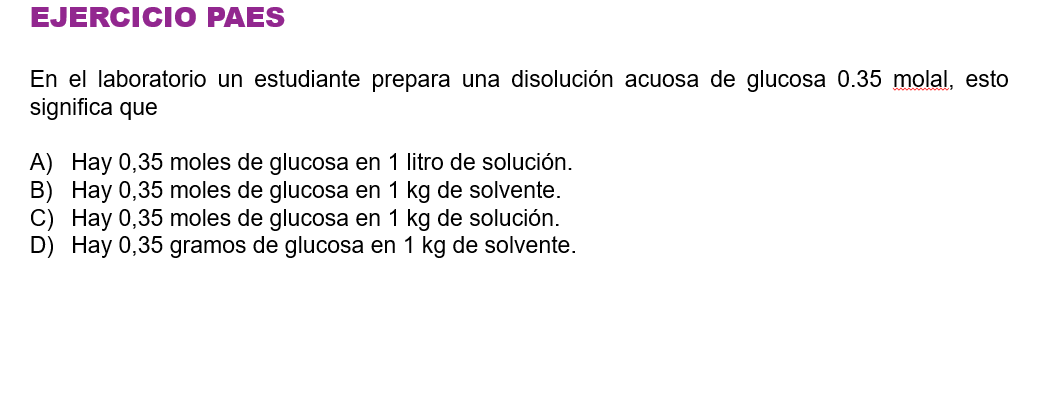 EJERCICIO PAES
En el laboratorio un estudiante prepara una disolución acuosa de glucosa 0.35 molal, esto
significa que
A) Hay 0,35 moles de glucosa en 1 litro de solución.
B) Hay 0,35 moles de glucosa en 1 kg de solvente.
C) Hay 0,35 moles de glucosa en 1 kg de solución.
D) Hay 0,35 gramos de glucosa en 1 kg de solvente.